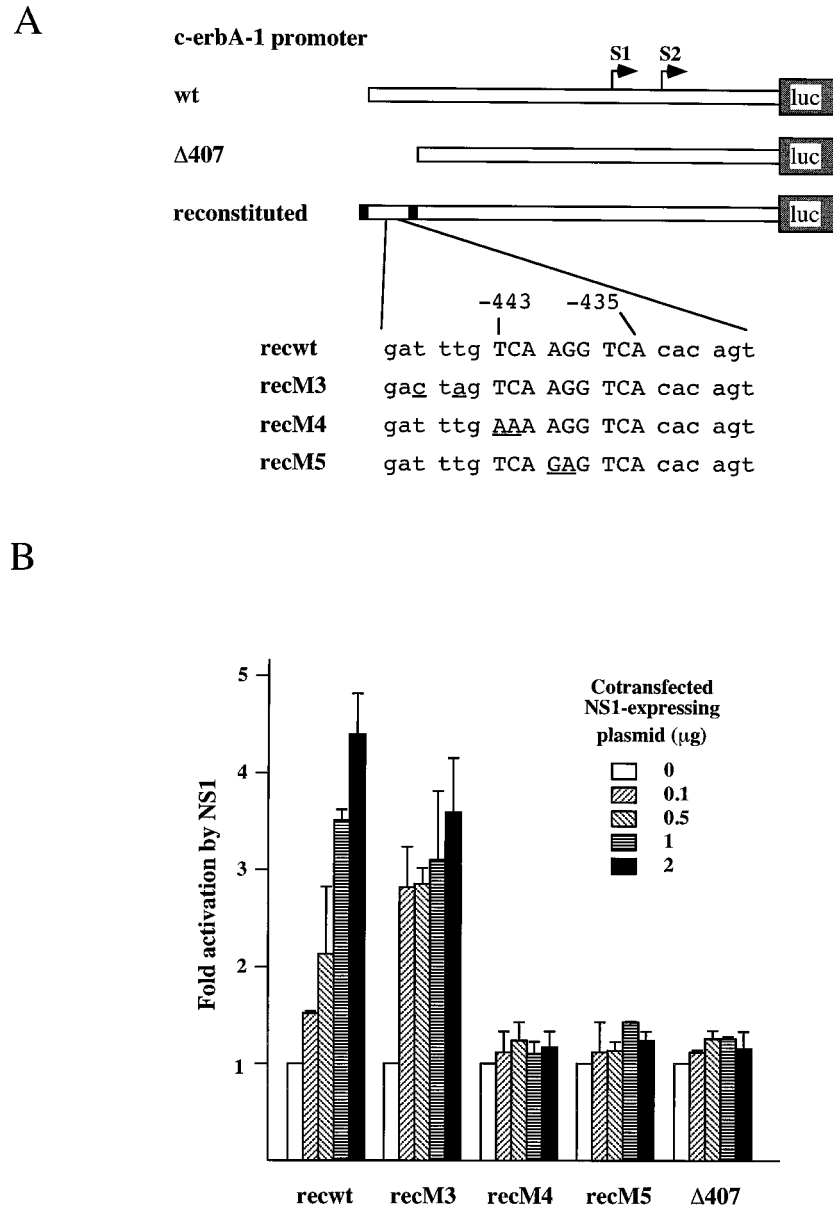 A
c-erbA-1 promoter
S1 S2
wt luc
Δ407 luc
reconstituted luc
-443 -435
recwt gat ttg TCA AGG TCA cac agt
recM3 gac tag TCA AGG TCA cac agt
recM4 gat ttg AAA AGG TCA cac agt
recM5 gat ttg TCA GAG TCA cac agt
B
Fold activation by NS1
5
4
3
2
1
Cotransfected
NS1-expressing
plasmid (μg)
0
0.1
0.5
1
2
recwt recM3 recM4 recM5 Δ407